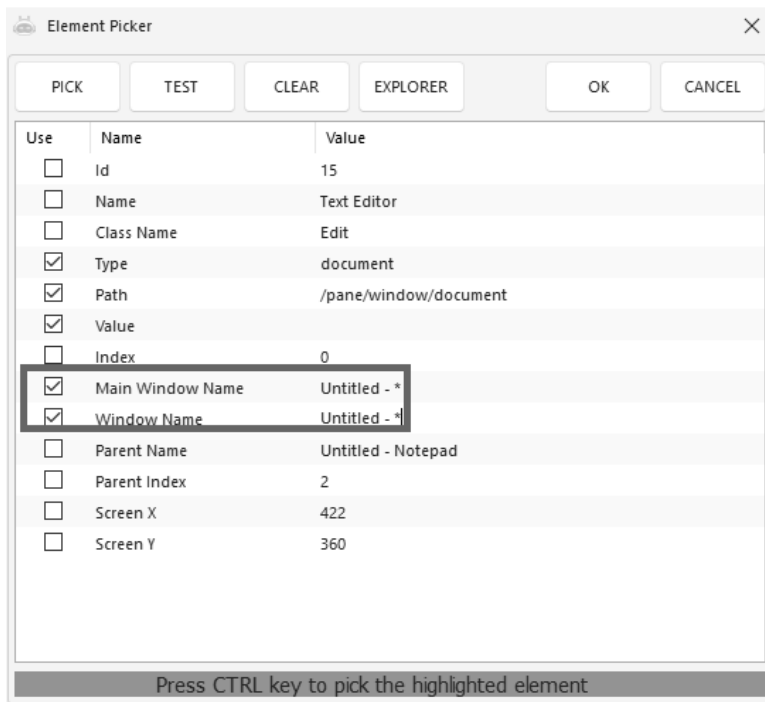 Element Picker
PICK TEST CLEAR EXPLORER OK CANCEL
Use Name Value
Id 15
Name Text Editor
Class Name Edit
Type document
Path /pane/window/document
Value
Index 0
Main Window Name Untitled - *
Window Name Untitled - *
Parent Name Untitled - Notepad
Parent Index 2
Screen X 422
Screen Y 360
Press CTRL key to pick the highlighted element